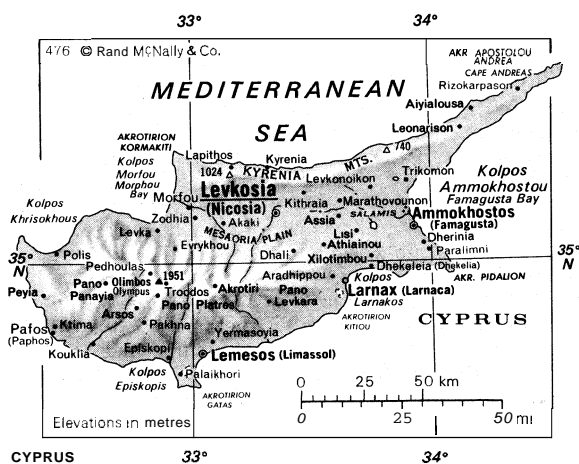 33°
34°
476 © Rand McNally & Co.
MEDITERRANEAN
SEA
AKR APOSTOLOU
ANDREA
CAPE ANDREAS
Rizokarpason
Aiyialousa
Leonarison
AKROTIRION
KORMAKITI
Kolpos
Morfou
Morphou
Bay
Lapithos
Kyrenia
1024
KYRENIA
MTS.
740
Trikomon
Kolpos
Ammokhostou
Famagusta Bay
Levkonoikon
Levkosia
(Nicosia)
Kithraia
Marathovounon
SALAMIS
Morfou
Kolpos
Khrisokhous
Zodhia
Akaki
Assia
Ammokhostos
(Famagusta)
Levka
MESAORIA PLAIN
Lisi
Evrykhou
Athiainou
Dherinia
Dhali
Xilotimbou
Paralimni
35°
N
Polis
Pedhoulas
1951
Aradhippou
Dhekeleia (Dhekelia)
35°
N
Kolpos
AKR. PIDALION
Peyia
Pano
Panayia
Olimbos
Olympus
Troodos
Akrotiri
Pano
Levkara
Larnax (Larnaca)
Larnakos
Pano Platres
Arsos
AKROTIRION
KITIOU
CYPRUS
Pafos
(Paphos)
Ktima
Pakhna
Yermasoyia
Kouklia
Episkopi
Lemesos (Limassol)
Kolpos
Episkopis
Palaikhori
AKROTIRION
GATAS
0 25 50 KM
0 25 50 MI
Elevations in metres
CYPRUS
33°
34°